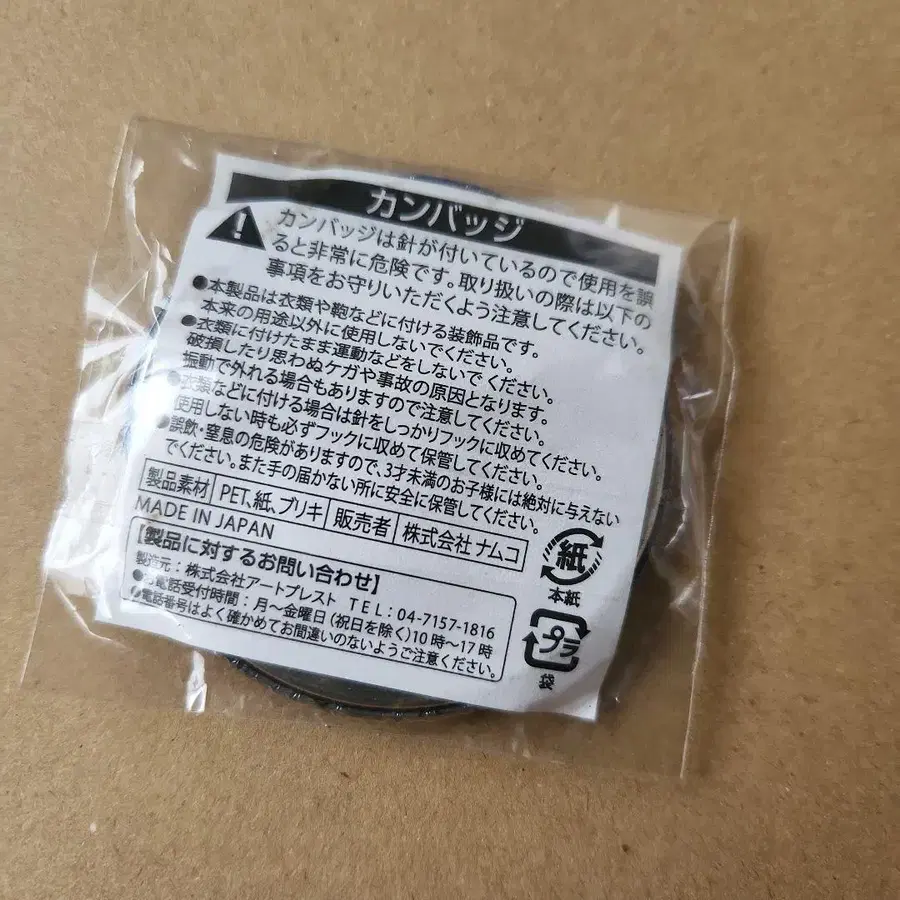 カンバッジ
カンバッジは針が付いているので使用を誤
ると非常に危険です。取り扱いの際は以下の
事項をお守りいただくよう注意してください。
●本製品は衣類や鞄などに付ける装飾品です。
本来の用途以外に使用しないでください。
●衣類に付けたまま運動などをしないでください。
破損したり思わぬケガや事故の原因となります。
振動で外れる場合もありますので注意してください。
●衣類などに付ける場合は針をしっかりフックに収めてください。
使用しない時も必ずフックに収めて保管してください。
●誤飲・窒息の危険がありますので、3才未満のお子様には絶対に与えない
でください。また手の届かない所に安全に保管してください。
製品素材 PET、紙、ブリキ 販売者 株式会社 ナムコ
MADE IN JAPAN
【製品に対するお問い合わせ】
製造元：株式会社アートプレスト TEL：04-7157-1816
●お電話受付時間：月～金曜日(祝日を除く)10時～17時
●電話番号はよく確かめてお間違いのないようご注意ください。
紙
本紙
プラ
袋